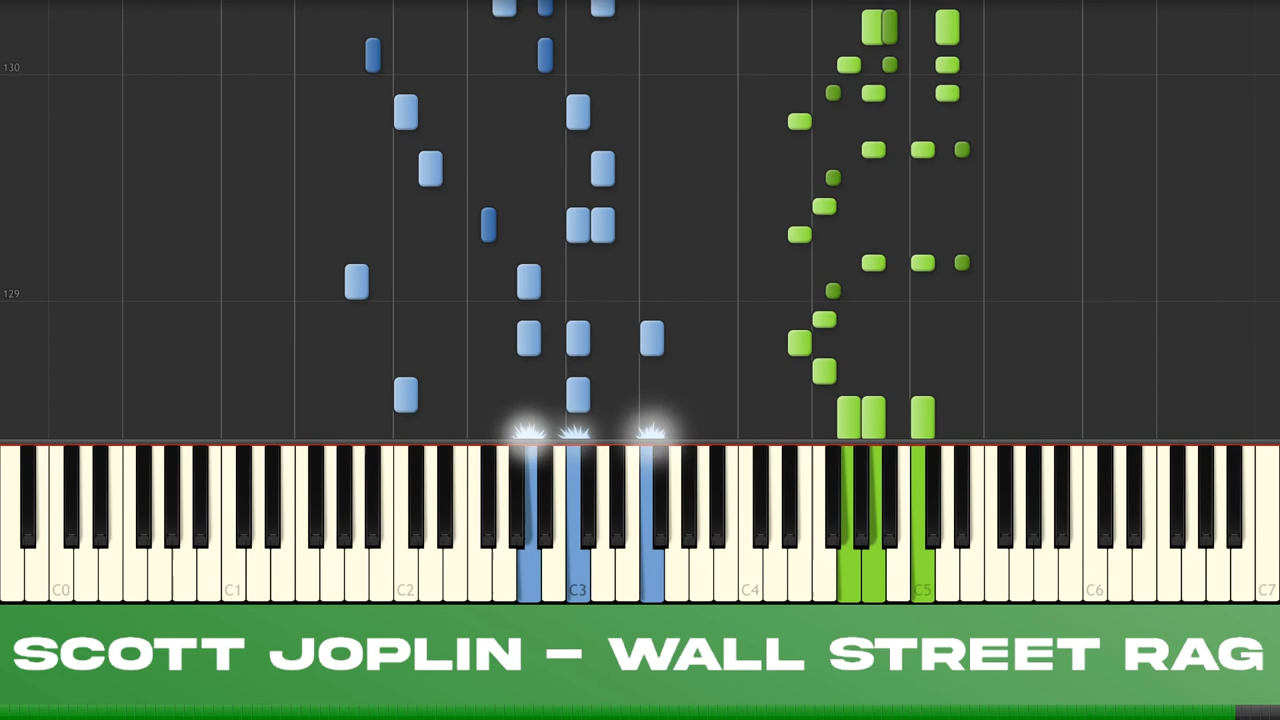 130
129
C0 C1 C2 C3 C4 C5 C6 C7
SCOTT JOPLIN – WALL STREET RAG